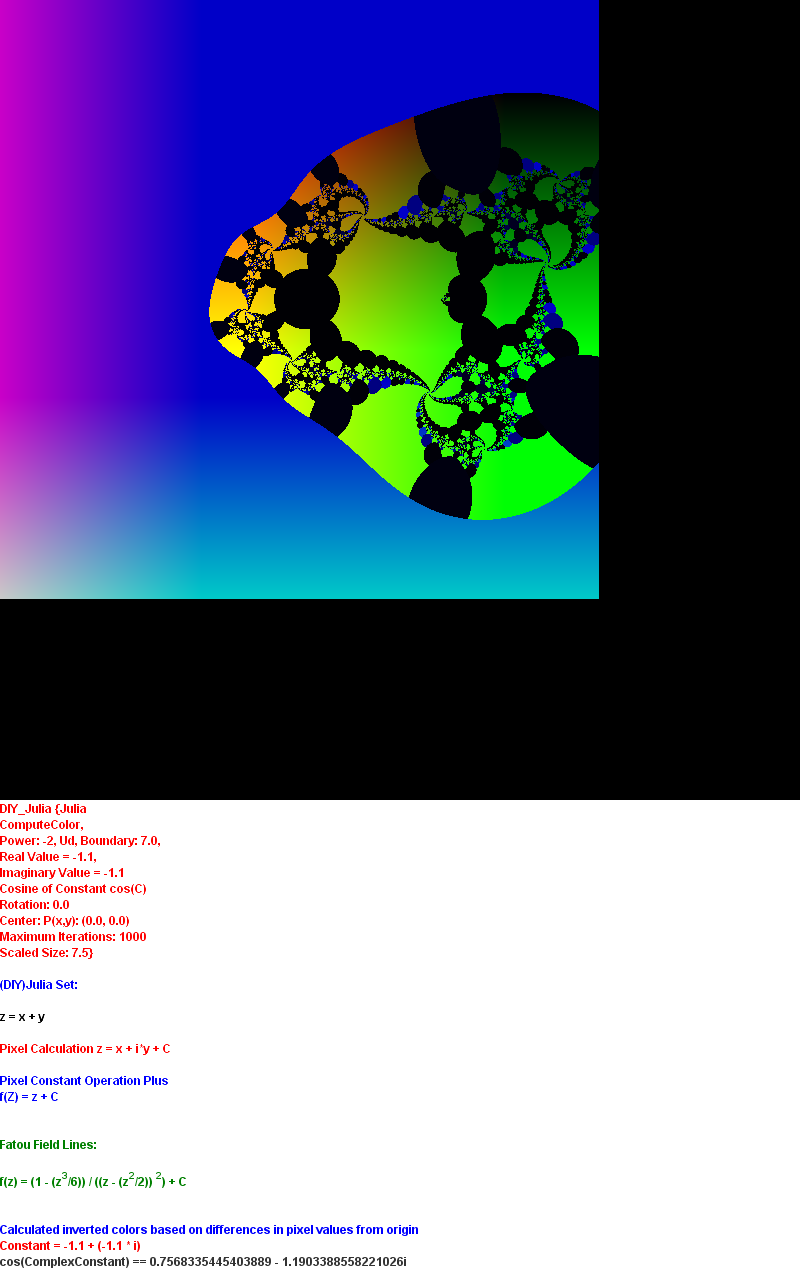 DIY_Julia {Julia
ComputeColor,
Power: -2, Ud, Boundary: 7.0,
Real Value = -1.1,
Imaginary Value = -1.1
Cosine of Constant cos(C)
Rotation: 0.0
Center: P(x,y): (0.0, 0.0)
Maximum Iterations: 1000
Scaled Size: 7.5}
(DIY)Julia Set:
z = x + y
Pixel Calculation z = x + i*y + C
Pixel Constant Operation Plus
f(Z) = z + C
Fatou Field Lines:
f(z) = (1 - (z^3/6)) / ((z - (z^2/2)) ^2) + C
Calculated inverted colors based on differences in pixel values from origin
Constant = -1.1 + (-1.1 * i)
cos(ComplexConstant) == 0.7568335445403889 - 1.1903388558221026i